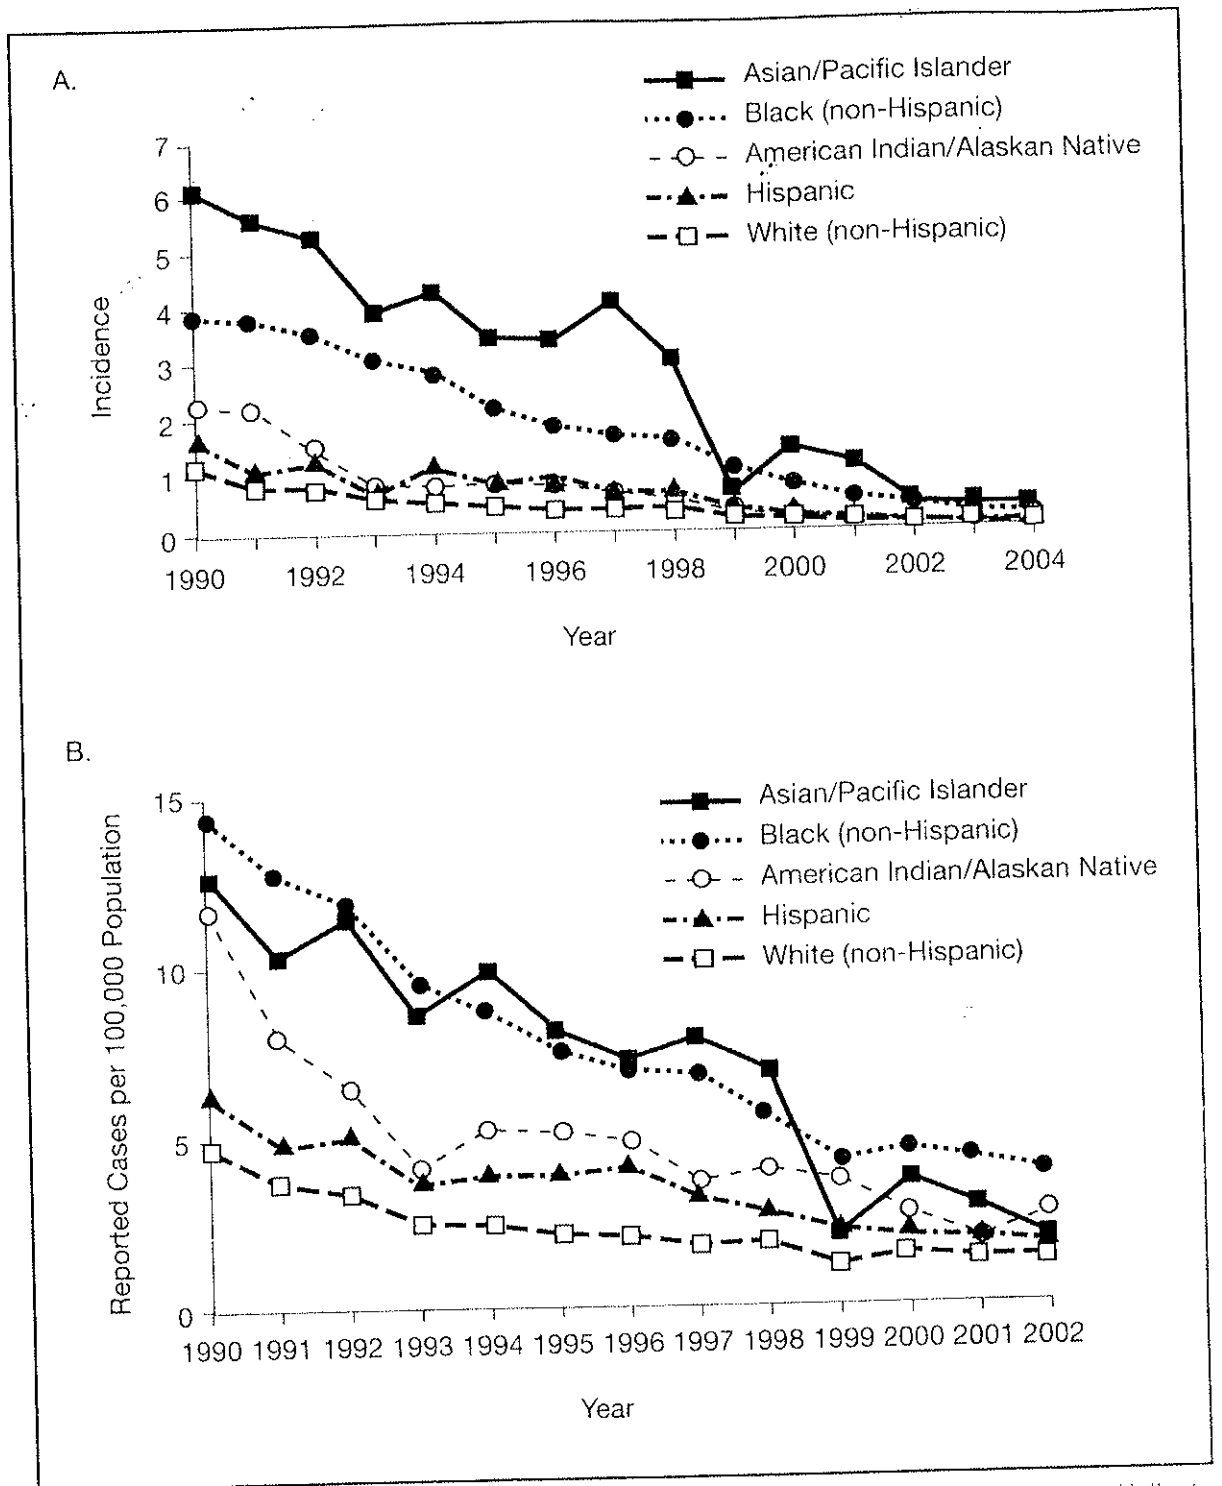 A.
Asian/Pacific Islander
Black (non-Hispanic)
American Indian/Alaskan Native
Hispanic
White (non-Hispanic)
7
6
5
4
3
2
1
0
Incidence
1990 1992 1994 1996 1998 2000 2002 2004
Year
B.
Asian/Pacific Islander
Black (non-Hispanic)
American Indian/Alaskan Native
Hispanic
White (non-Hispanic)
15
10
5
0
Reported Cases per 100,000 Population
1990 1991 1992 1993 1994 1995 1996 1997 1998 1999 2000 2001 2002
Year